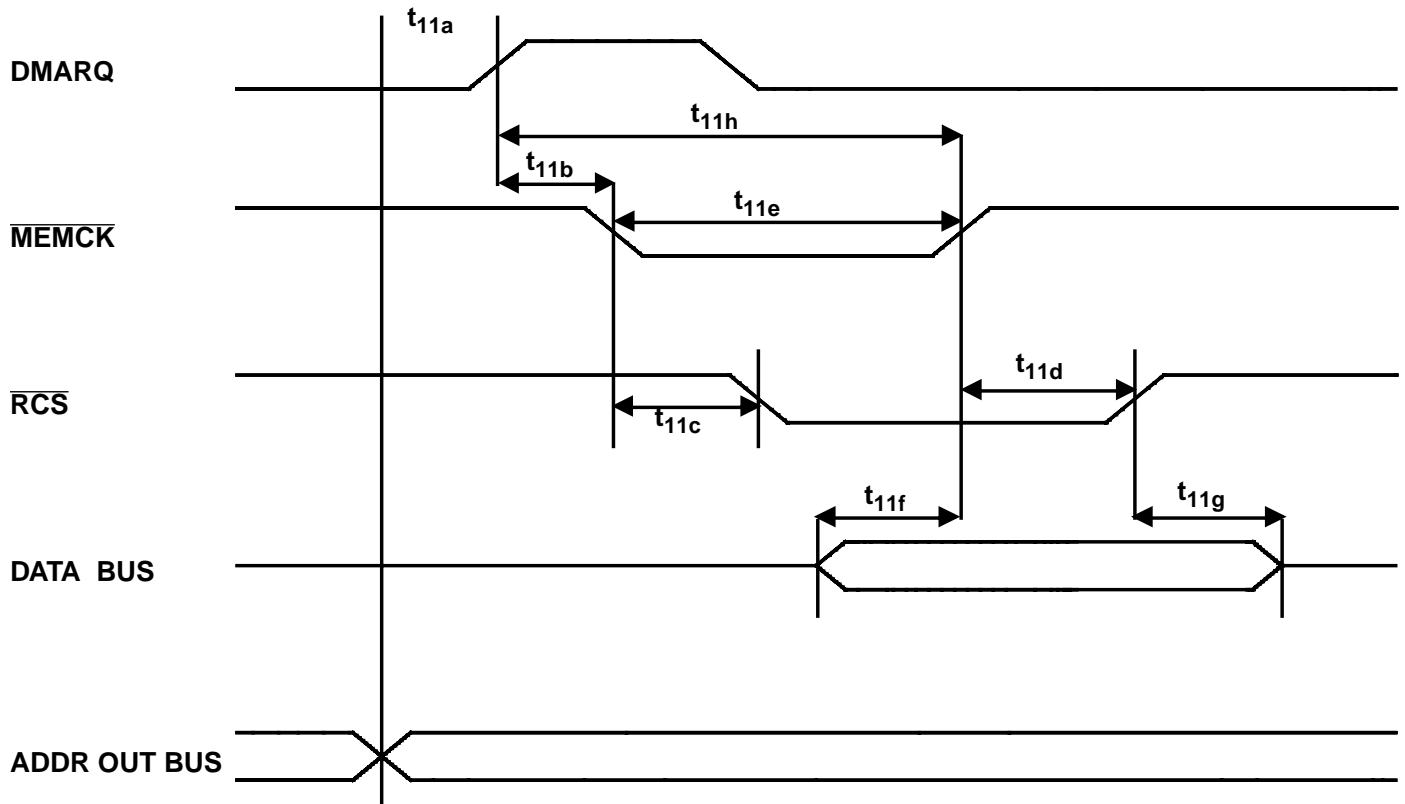 t11a
DMARQ
t11h
t11b
t11e
MEMCK
t11d
RCS
t11c
t11f
t11g
DATA BUS
ADDR OUT BUS